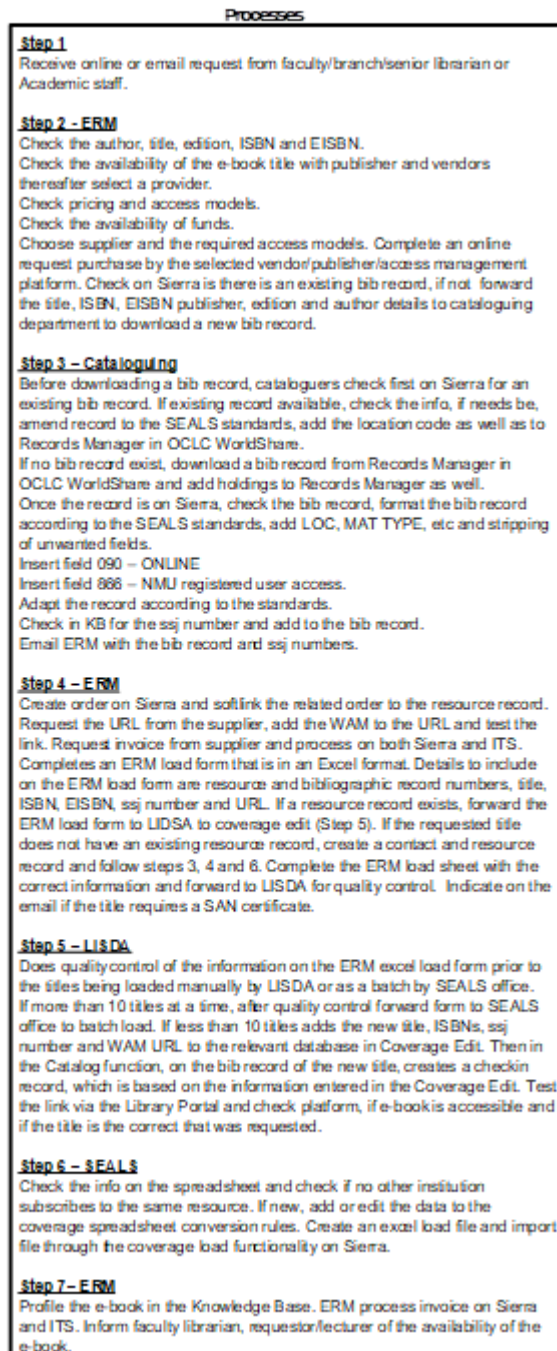 Processes
Step 1
Receive online or email request from faculty/branch/senior librarian or
Academic staff.
Step 2 - ERM
Check the author, title, edition, ISBN and EISBN.
Check the availability of the e-book title with publisher and vendors
thereafter select a provider.
Check pricing and access models.
Check the availability of funds.
Choose supplier and the required access models. Complete an online
request purchase by the selected vendor/publisher/access management
platform. Check on Sierra is there is an existing bib record, if not forward
the title, ISBN, EISBN publisher, edition and author details to cataloguing
department to download a new bib record.
Step 3 – Cataloguing
Before downloading a bib record, cataloguers check first on Sierra for an
existing bib record. If existing record available, check the info, if needs be,
amend record to the SEALS standards, add the location code as well as to
Records Manager in OCLC WorldShare.
If no bib record exist, download a bib record from Records Manager in
OCLC WorldShare and add holdings to Records Manager as well.
Once the record is on Sierra, check the bib record, format the bib record
according to the SEALS standards, add LOC, MAT TYPE, etc and stripping
of unwanted fields.
Insert field 090 – ONLINE
Insert field 866 – NMU registered user access.
Adapt the record according to the standards.
Check in KB for the ssj number and add to the bib record.
Email ERM with the bib record and ssj numbers.
Step 4 – ERM
Create order on Sierra and softlink the related order to the resource record.
Request the URL from the supplier, add the WAM to the URL and test the
link. Request invoice from supplier and process on both Sierra and ITS.
Completes an ERM load form that is in an Excel format. Details to include
on the ERM load form are resource and bibliographic record numbers, title,
ISBN, EISBN, ssj number and URL. If a resource record exists, forward the
ERM load form to LIDSA to coverage edit (Step 5). If the requested title
does not have an existing resource record, create a contact and resource
record and follow steps 3, 4 and 6. Complete the ERM load sheet with the
correct information and forward to LISDA for quality control. Indicate on the
email if the title requires a SAN certificate.
Step 5 – LISDA
Does quality control of the information on the ERM excel load form prior to
the titles being loaded manually by LISDA or as a batch by SEALS office.
If more than 10 titles at a time, after quality control forward form to SEALS
office to batch load. If less than 10 titles adds the new title, ISBNs, ssj
number and WAM URL to the relevant database in Coverage Edit. Then in
the Catalog function, on the bib record of the new title, creates a checkin
record, which is based on the information entered in the Coverage Edit. Test
the link via the Library Portal and check platform, if e-book is accessible and
if the title is the correct that was requested.
Step 6 – SEALS
Check the info on the spreadsheet and check if no other institution
subscribes to the same resource. If new, add or edit the data to the
coverage spreadsheet conversion rules. Create an excel load file and import
file through the coverage load functionality on Sierra.
Step 7– ERM
Profile the e-book in the Knowledge Base. ERM process invoice on Sierra
and ITS. Inform faculty librarian, requestor/lecturer of the availability of the
e-book.